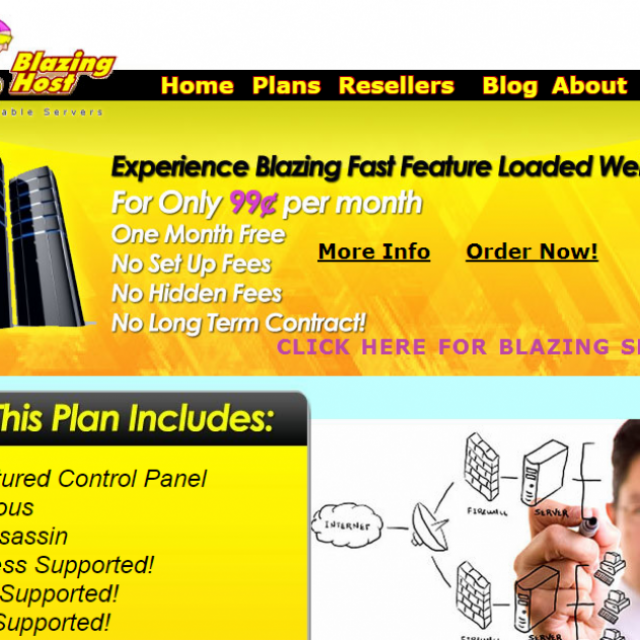 Blazing
Host
able Servers
Home Plans Resellers Blog About
Experience Blazing Fast Feature Loaded We
For Only 99¢ per month
One Month Free
No Set Up Fees
No Hidden Fees
No Long Term Contract!
More Info Order Now!
CLICK HERE FOR BLAZING S
This Plan Includes:
tured Control Panel
ous
sassin
ess Supported!
Supported!
Supported!
INTERNET
FIREWALL
SERVER
FIREWALL
SERVER